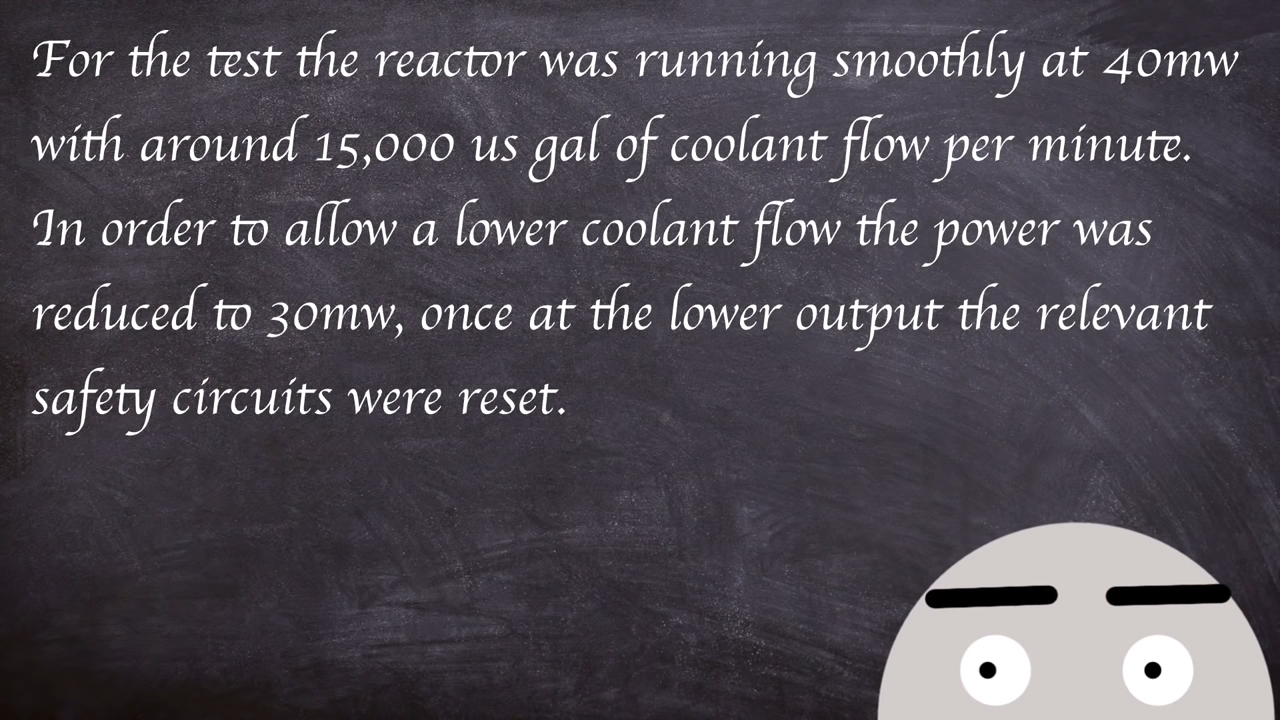 For the test the reactor was running smoothly at 40mw
with around 15,000 us gal of coolant flow per minute.
In order to allow a lower coolant flow the power was
reduced to 30mw, once at the lower output the relevant
safety circuits were reset.